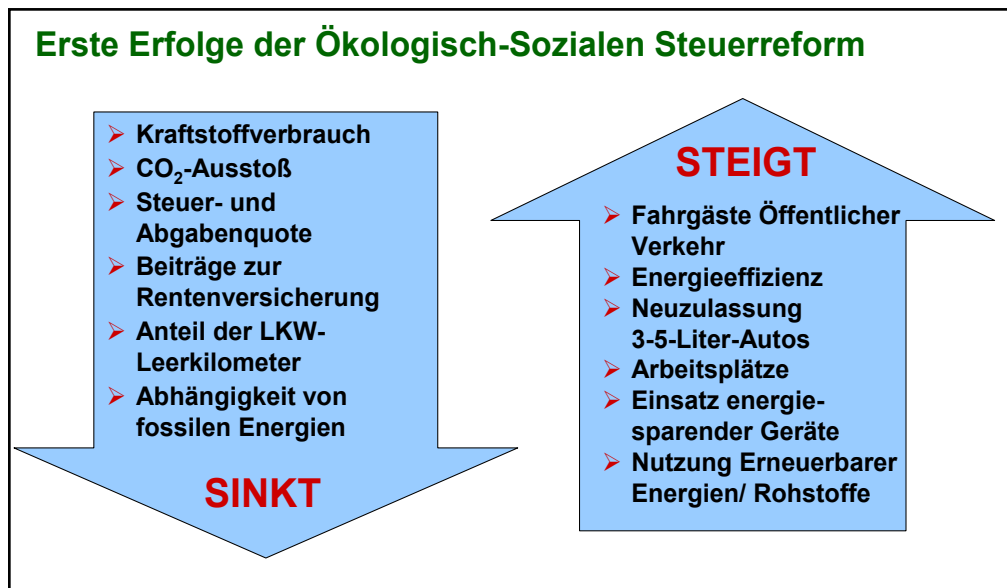 Erste Erfolge der Ökologisch-Sozialen Steuerreform
➢ Kraftstoffverbrauch
➢ CO₂-Ausstoß
➢ Steuer- und
Abgabenquote
➢ Beiträge zur
Rentenversicherung
➢ Anteil der LKW-
Leerkilometer
➢ Abhängigkeit von
fossilen Energien
SINKT
STEIGT
➢ Fahrgäste Öffentlicher
Verkehr
➢ Energieeffizienz
➢ Neuzulassung
3-5-Liter-Autos
➢ Arbeitsplätze
➢ Einsatz energie-
sparender Geräte
➢ Nutzung Erneuerbarer
Energien/ Rohstoffe